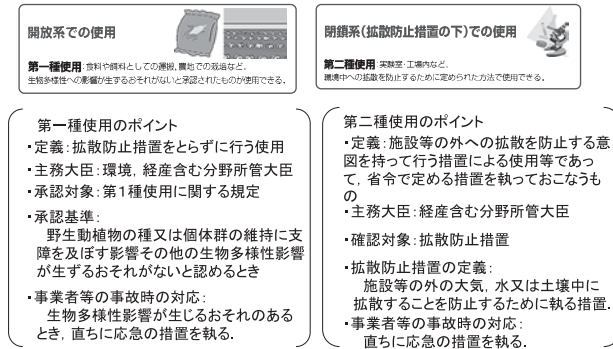 開放系での使用
第一種使用:食料や飼料としての運搬、農地での栽培など、
生物多様性への影響が生ずるおそれがないと承認されたものが使用できる。
閉鎖系(拡散防止措置の下)での使用
第二種使用:実験室・工場内など、
環境中への拡散を防止するために定められた方法で使用できる。
第一種使用のポイント
・定義:拡散防止措置をとらずに行う使用
・主務大臣:環境,経産含む分野所管大臣
・承認対象:第1種使用に関する規定
・承認基準:
野生動植物の種又は個体群の維持に支
障を及ぼす影響その他の生物多様性影響
が生ずるおそれがないと認めるとき
・事業者等の事故時の対応:
生物多様性影響が生じるおそれのある
とき,直ちに応急の措置を執る.
第二種使用のポイント
・定義:施設等の外への拡散を防止する意
図を持って行う措置による使用等であっ
て,省令で定める措置を執っておこなうも
の
・主務大臣:経産含む分野所管大臣
・確認対象:拡散防止措置
・拡散防止措置の定義:
施設等の外の大気,水又は土壌中に
拡散することを防止するために執る措置.
・事業者等の事故時の対応:
直ちに応急の措置を執る.